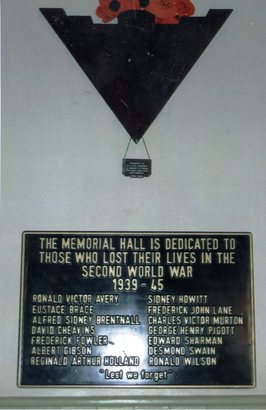 THE MEMORIAL HALL IS DEDICATED TO
THOSE WHO LOST THEIR LIVES IN THE
SECOND WORLD WAR
1939 - 45
RONALD VICTOR AVERY
EUSTACE BRACE
ALFRED SIDNEY BRENTNALL
DAVID CHEAVINS
FREDERICK FOWLER
ALBERT GIBSON
REGINALD ARTHUR HOLLAND
SIDNEY HOWITT
FREDERICK JOHN LANE
CHARLES VICTOR MORTON
GEORGE HENRY PIGOTT
EDWARD SHARMAN
DESMOND SWAIN
RONALD WILSON
"Lest we forget"